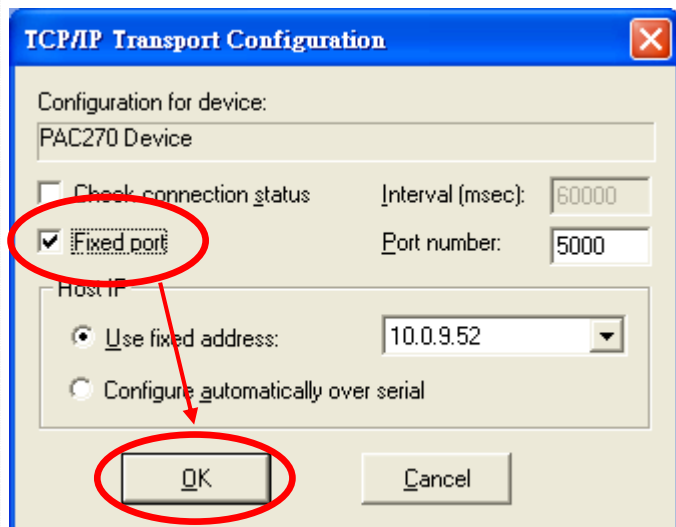 TCP/IP Transport Configuration
Configuration for device:
PAC270 Device
Check connection status Interval (msec): 60000
Fixed port Port number: 5000
Host IP
Use fixed address: 10.0.9.52
Configure automatically over serial
OK Cancel